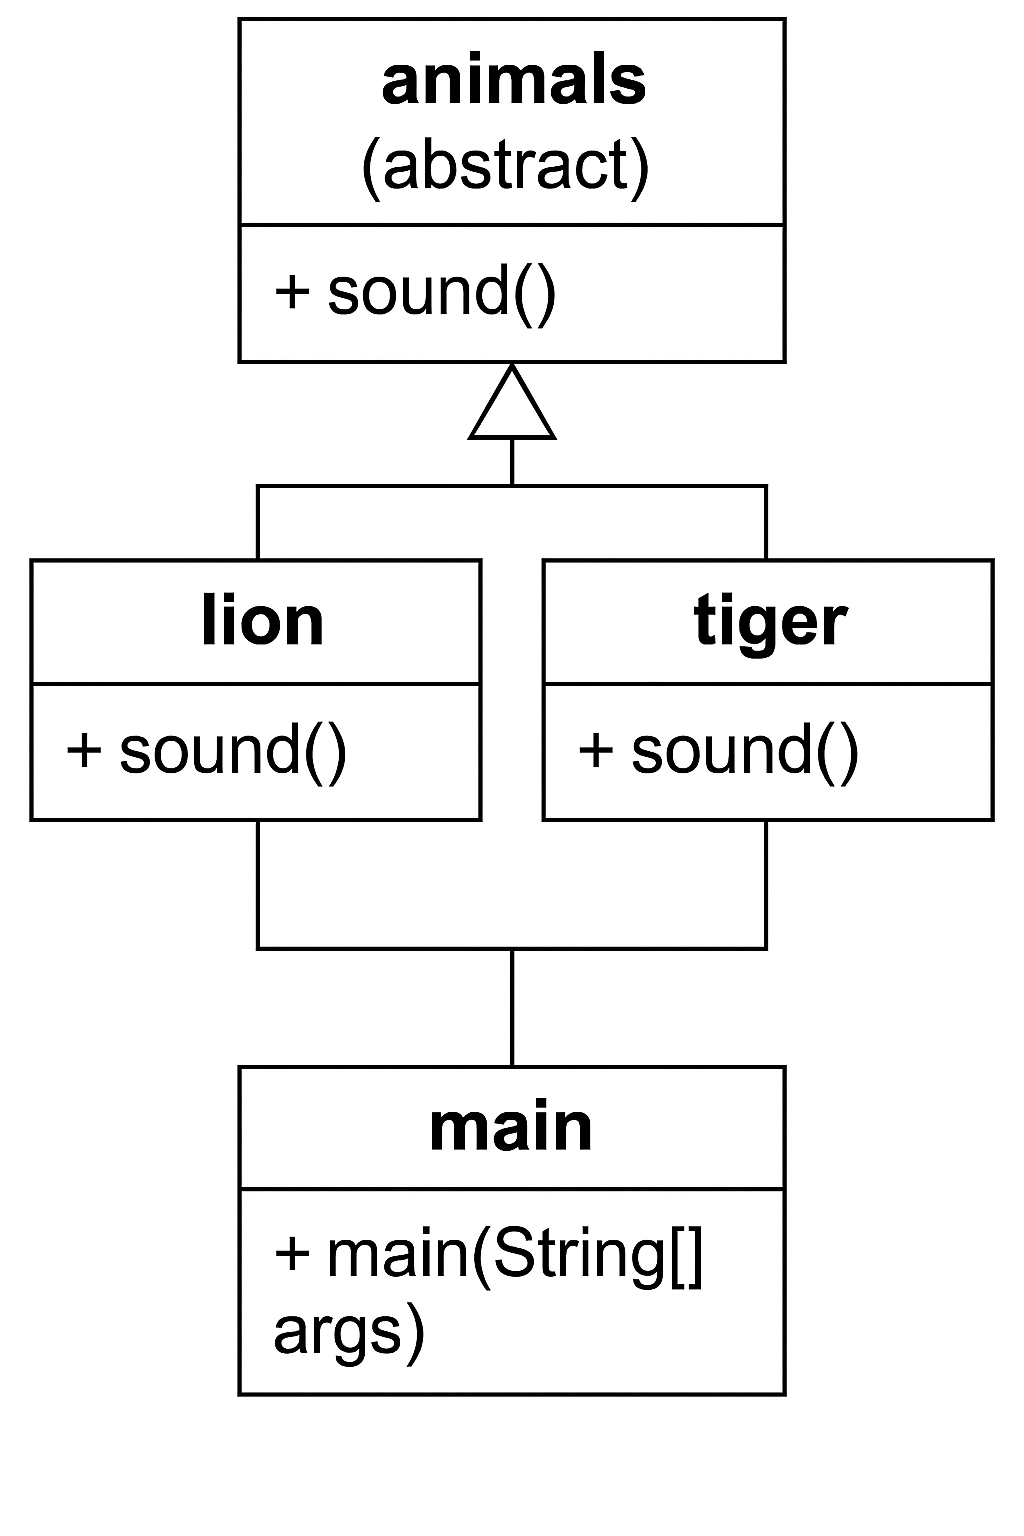 animals
(abstract)
+ sound()
lion
+ sound()
tiger
+ sound()
main
+ main(String[]
args)